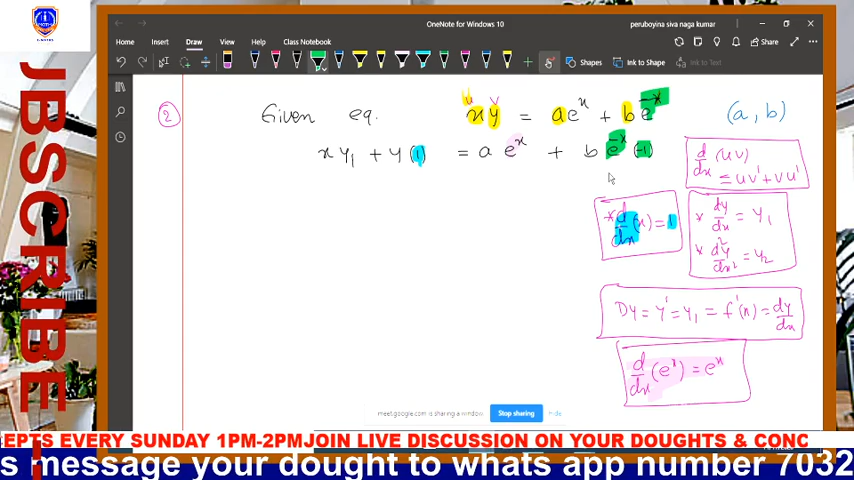 OneNote for Windows 10
peruboyina siva naga kumar
Home Insert Draw View Help Class Notebook
Share
Shapes Ink to Shape Ink to Text
2 Given eq. xy = ae^x + be^-x (a, b)
u v
x y₁ + y (1) = a e^x + b e^-x (-1)
d/dx (uv)
= uv' + vu'
* d/dx (x) = 1
* dy/dx = y₁
* d²y/dx² = y₂
Dy = y' = y₁ = f'(x) = dy/dx
d/dx (e^x) = e^x
meet.google.com is sharing a window Stop sharing Hide
JBSCRIBE
EPTS EVERY SUNDAY 1PM-2PMJOIN LIVE DISCUSSION ON YOUR DOUGHTS & CONC
s message your dought to whats app number 7032